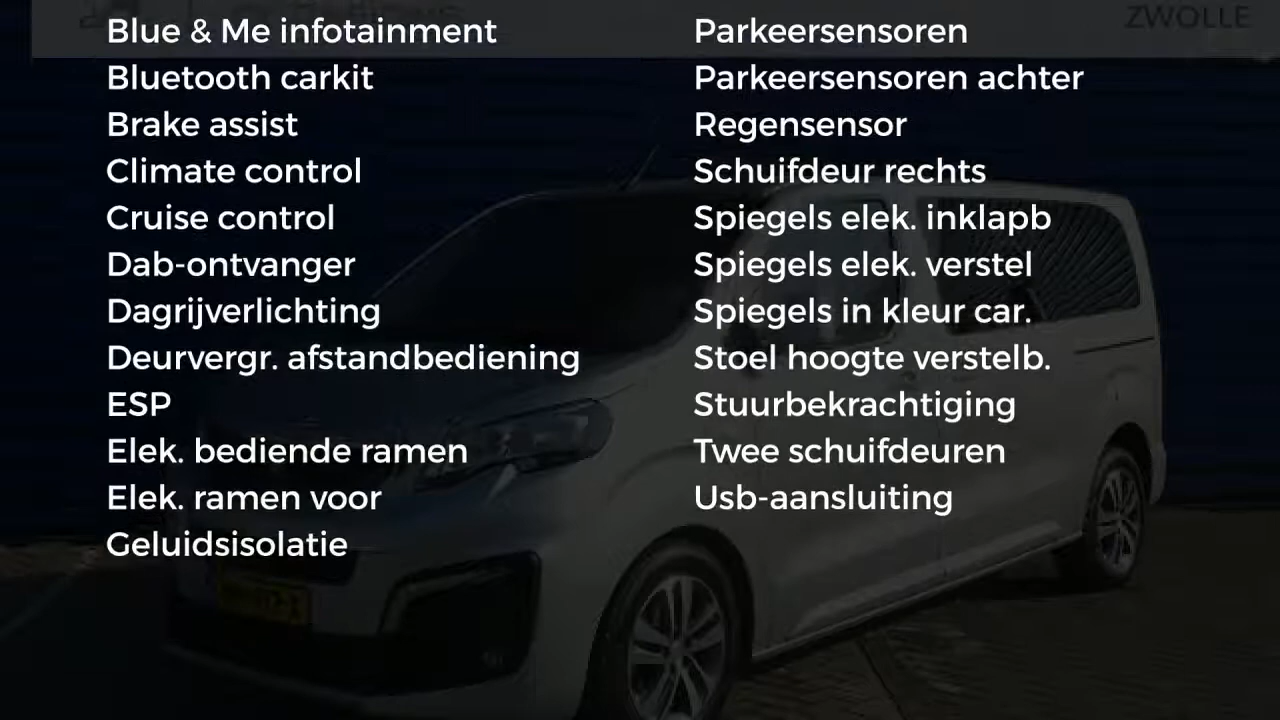 ZWOLLE
Blue & Me infotainment
Bluetooth carkit
Brake assist
Climate control
Cruise control
Dab-ontvanger
Dagrijverlichting
Deurvergr. afstandbediening
ESP
Elek. bediende ramen
Elek. ramen voor
Geluidsisolatie
Parkeersensoren
Parkeersensoren achter
Regensensor
Schuifdeur rechts
Spiegels elek. inklapb
Spiegels elek. verstel
Spiegels in kleur car.
Stoel hoogte verstelb.
Stuurbekrachtiging
Twee schuifdeuren
Usb-aansluiting